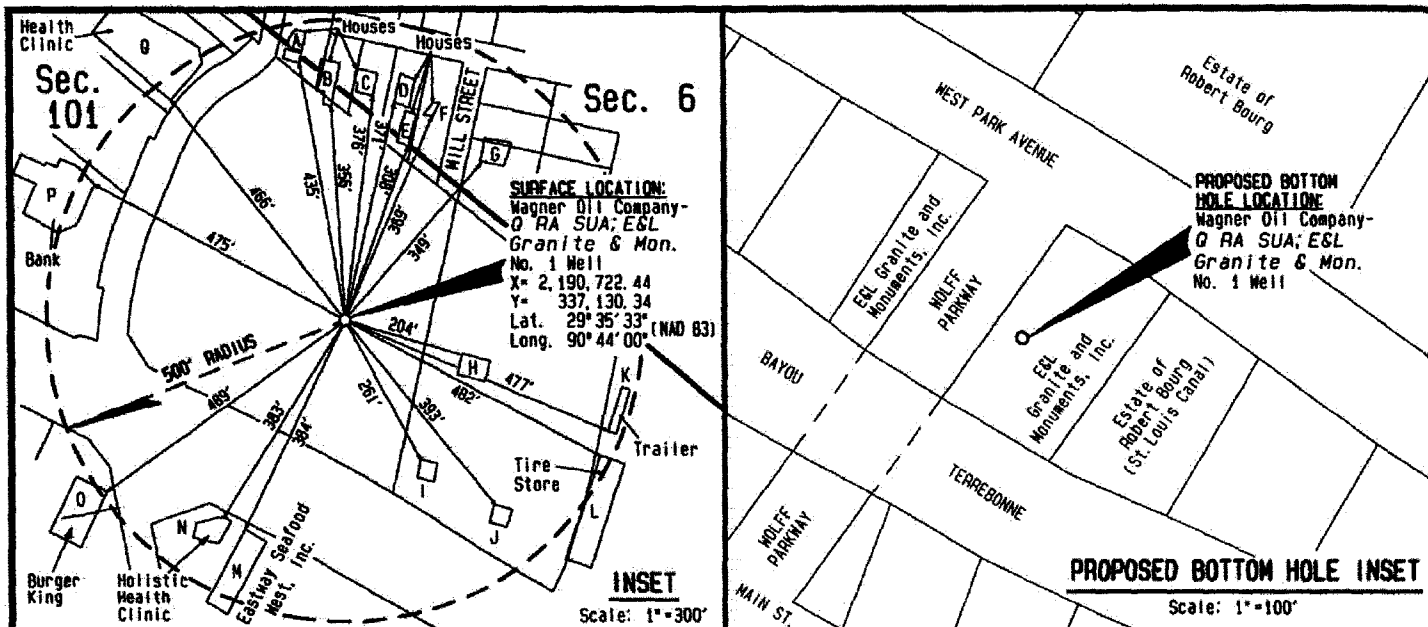 Health
Clinic
Q
Sec.
101
P
Bank
Houses
Houses
A
B
C
D
E
F
G
MILL STREET
Sec. 6
466'
475'
435'
356'
376'
371'
308'
369'
349'
SURFACE LOCATION:
Wagner Oil Company-
Q RA SUA; E&L
Granite & Mon.
No. 1 Well
X= 2,190,722.44
Y= 337,130.34
Lat. 29° 35' 33"
Long. 90° 44' 00"
(NAD 83)
500' RADIUS
489'
383'
384'
261'
393'
204'
482'
477'
H
I
J
K
Trailer
Tire
Store
L
M
N
O
Burger
King
Holistic
Health
Clinic
Eastway Seafood
West, Inc.
INSET
Scale: 1"=300'
WEST PARK AVENUE
Estate of
Robert Bourg
PROPOSED BOTTOM
HOLE LOCATION:
Wagner Oil Company-
Q RA SUA; E&L
Granite & Mon.
No. 1 Well
E&L Granite and
Monuments, Inc.
WOLFF
PARKWAY
E&L
Granite and
Monuments, Inc.
Estate of
Robert Bourg
(St. Louis Canal)
BAYOU
TERREBONNE
WOLFF
PARKWAY
MAIN ST.
PROPOSED BOTTOM HOLE INSET
Scale: 1"=100'